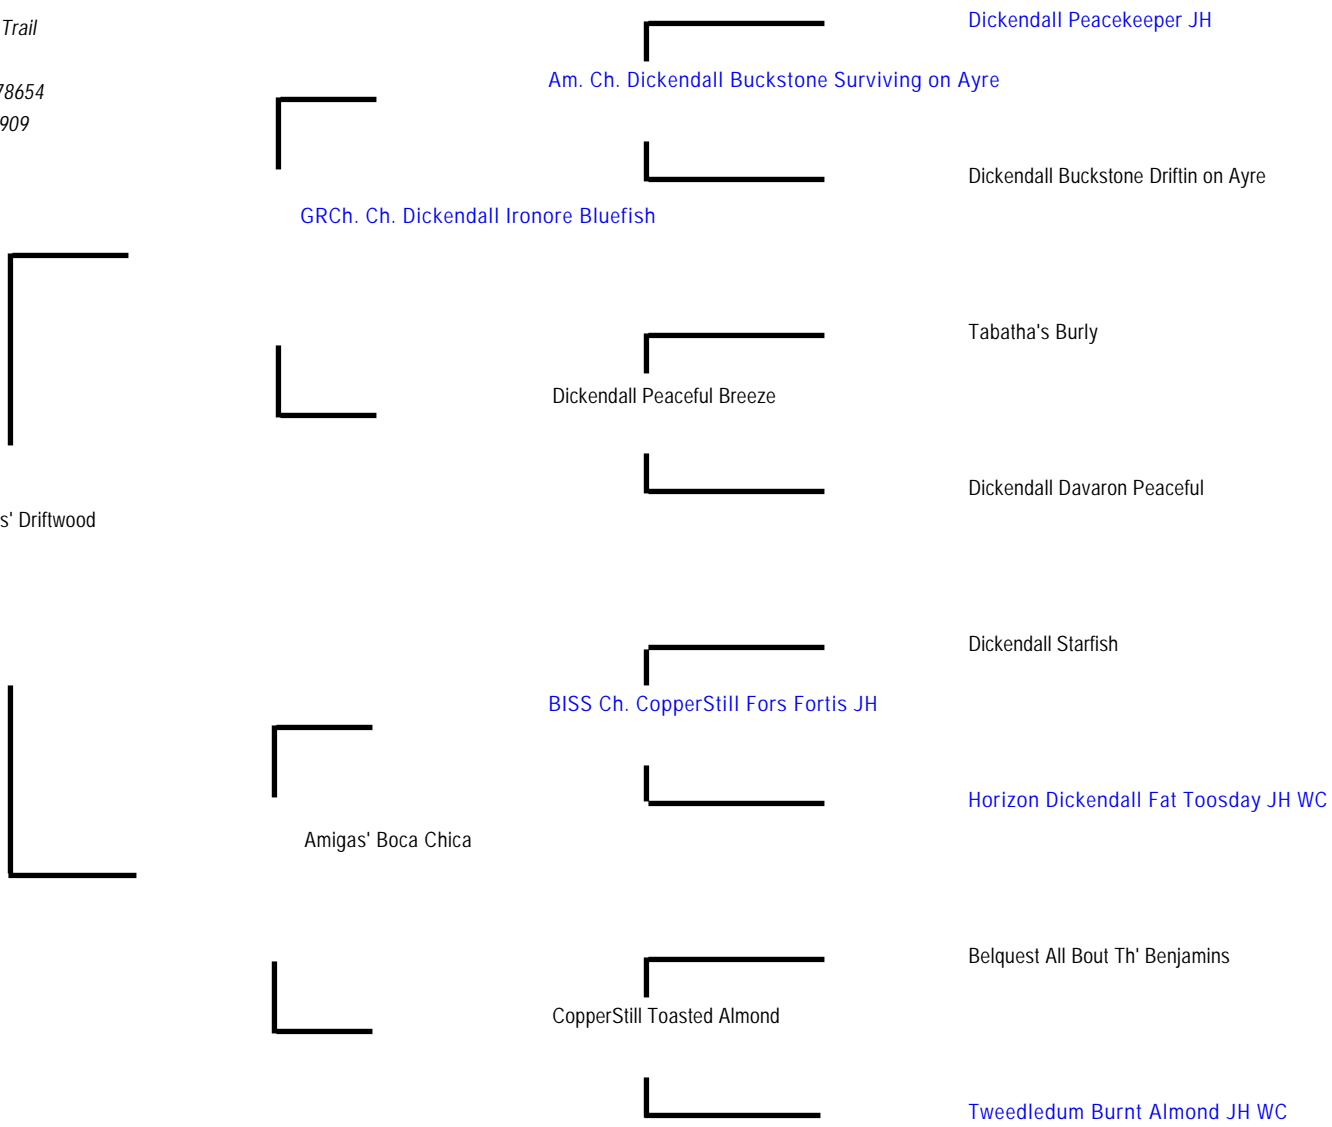 Trail
Dickendall Peacekeeper JH
Am. Ch. Dickendall Buckstone Surviving on Ayre
78654
909
Dickendall Buckstone Driftin on Ayre
GRCh. Ch. Dickendall Ironore Bluefish
Tabatha's Burly
Dickendall Peaceful Breeze
Dickendall Davaron Peaceful
s' Driftwood
Dickendall Starfish
BISS Ch. CopperStill Fors Fortis JH
Horizon Dickendall Fat Toosday JH WC
Amigas' Boca Chica
Belquest All Bout Th' Benjamins
CopperStill Toasted Almond
Tweedledum Burnt Almond JH WC